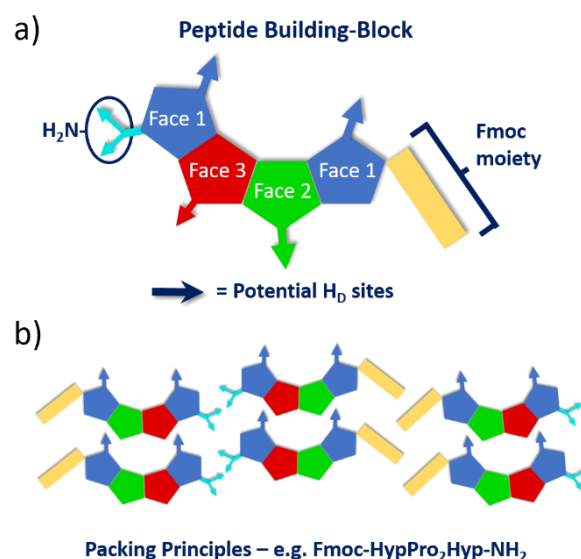 a)
Peptide Building-Block
H₂N-
Face 1
Face 3
Face 2
Face 1
Fmoc
moiety
= Potential H_D sites
b)
Packing Principles – e.g. Fmoc-HypPro₂Hyp-NH₂